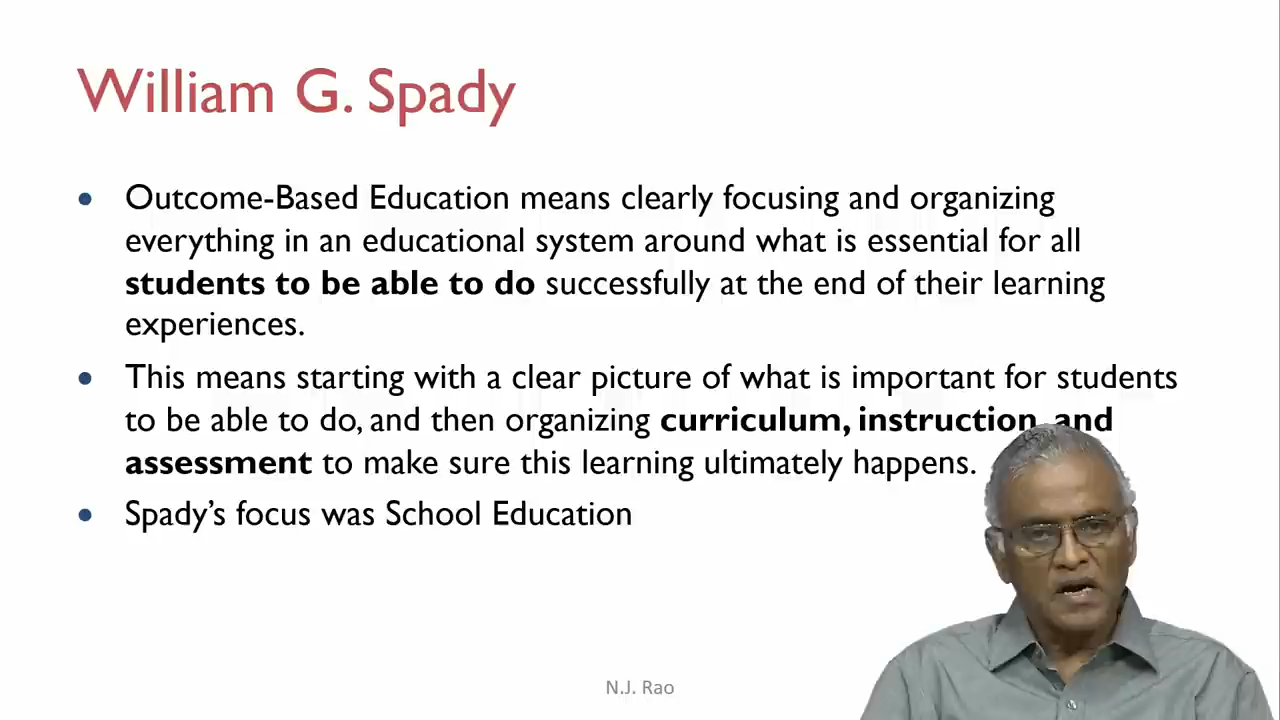 William G. Spady
• Outcome-Based Education means clearly focusing and organizing
everything in an educational system around what is essential for all
students to be able to do successfully at the end of their learning
experiences.
• This means starting with a clear picture of what is important for students
to be able to do, and then organizing curriculum, instruction, and
assessment to make sure this learning ultimately happens.
• Spady's focus was School Education
N.J. Rao